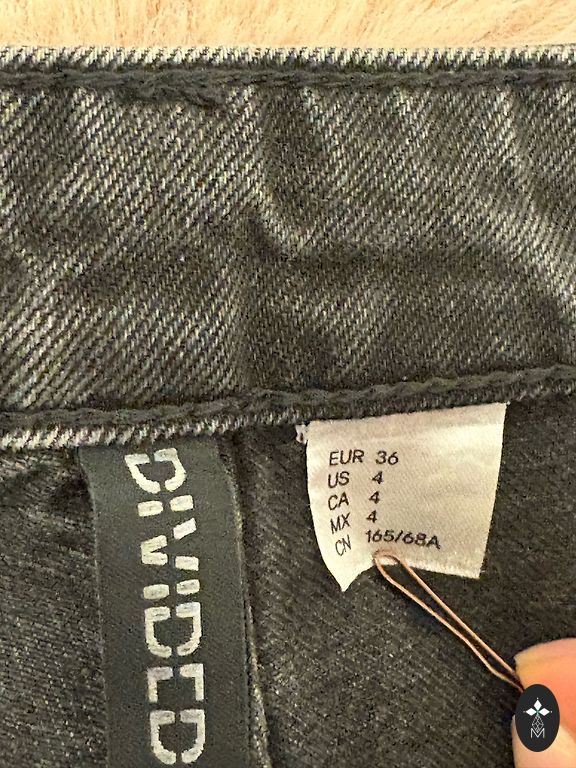 EUR 36
US 4
CA 4
MX 4
CN 165/68A
DIVIDED